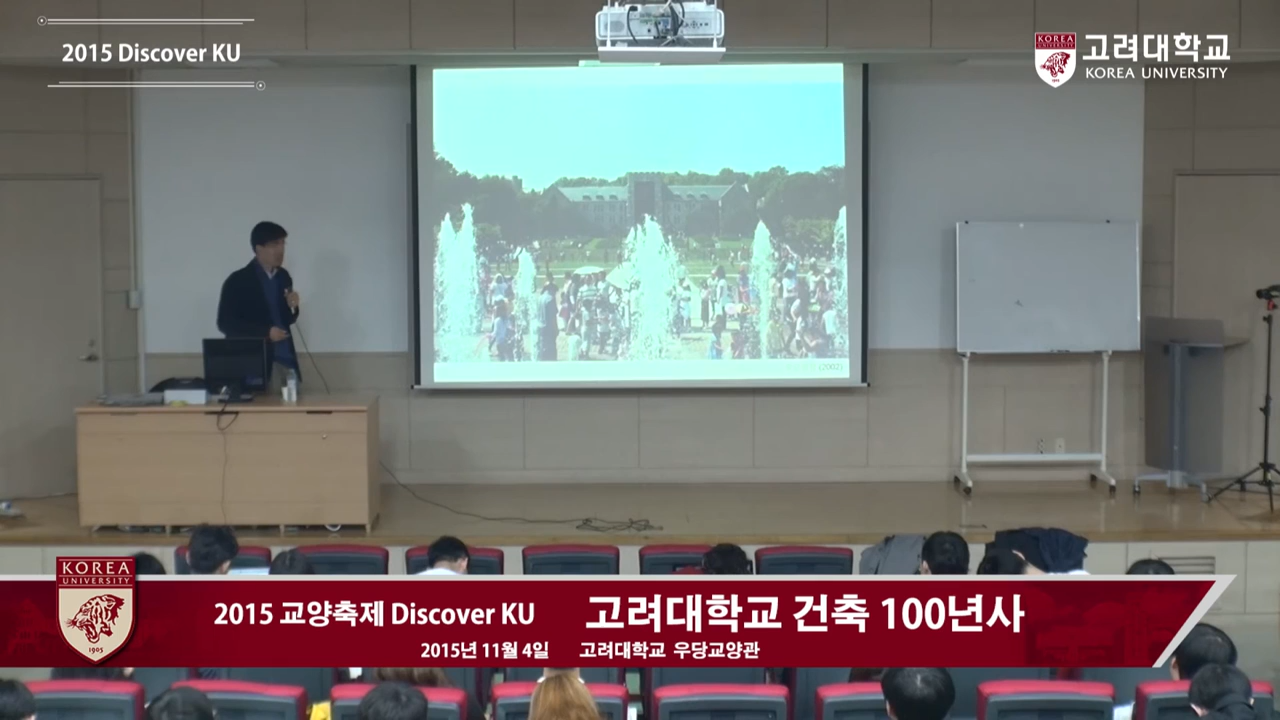 2015 Discover KU
KOREA
고려대학교
KOREA UNIVERSITY
(2002)
KOREA
UNIVERSITY
1905
2015 교양축제 Discover KU
고려대학교 건축 100년사
2015년 11월 4일
고려대학교 우당교양관